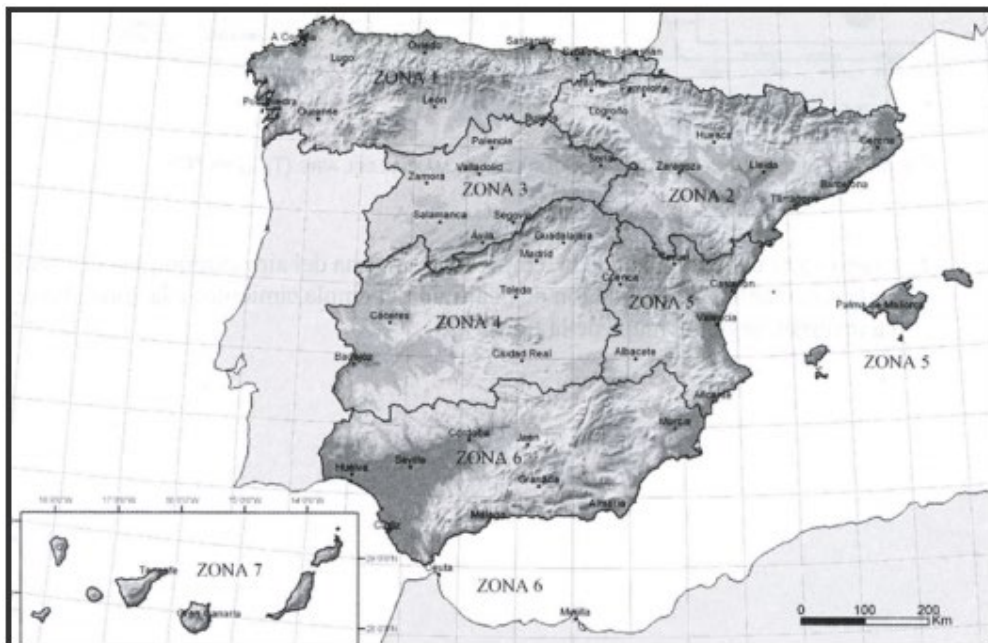 A Coruña
Santander
Oviedo
San Sebastián
Lugo
ZONA 1
Pamplona
León
Pontevedra
Ourense
Logroño
Palencia
Huesca
Gerona
Soria
Valladolid
Zaragoza
Lleida
Zamora
ZONA 3
Barcelona
ZONA 2
Tarragona
Salamanca
Segovia
Ávila
Guadalajara
Madrid
Teruel
Cuenca
Castellón
Toledo
ZONA 5
Palma de Mallorca
Cáceres
ZONA 4
Valencia
Badajoz
Ciudad Real
Albacete
ZONA 5
Alicante
Murcia
Córdoba
Jaén
Huelva
Sevilla
ZONA 6
Granada
Almería
Málaga
Cádiz
Ceuta
ZONA 6
Melilla
Tenerife
ZONA 7
Gran Canaria
0 100 200
Km